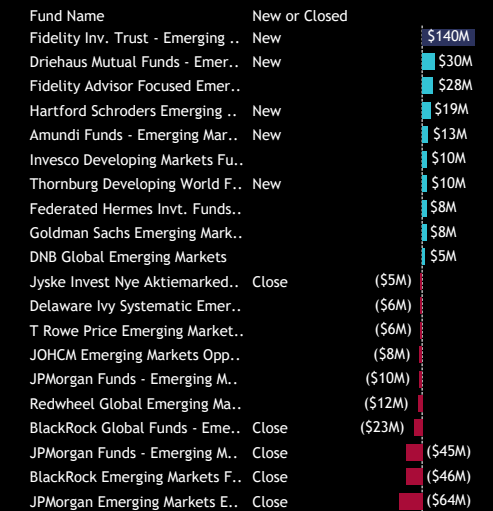 Fund Name New or Closed
Fidelity Inv. Trust - Emerging .. New $140M
Driehaus Mutual Funds - Emer.. New $30M
Fidelity Advisor Focused Emer.. $28M
Hartford Schroders Emerging .. New $19M
Amundi Funds - Emerging Mar.. New $13M
Invesco Developing Markets Fu.. $10M
Thornburg Developing World F.. New $10M
Federated Hermes Invt. Funds.. $8M
Goldman Sachs Emerging Mark.. $8M
DNB Global Emerging Markets $5M
Jyske Invest Nye Aktiemarked.. Close ($5M)
Delaware Ivy Systematic Emer.. ($6M)
T Rowe Price Emerging Market.. ($6M)
JOHCM Emerging Markets Opp.. ($8M)
JPMorgan Funds - Emerging M.. ($10M)
Redwheel Global Emerging Ma.. ($12M)
BlackRock Global Funds - Eme.. Close ($23M)
JPMorgan Funds - Emerging M.. Close ($45M)
BlackRock Emerging Markets F.. Close ($46M)
JPMorgan Emerging Markets E.. Close ($64M)